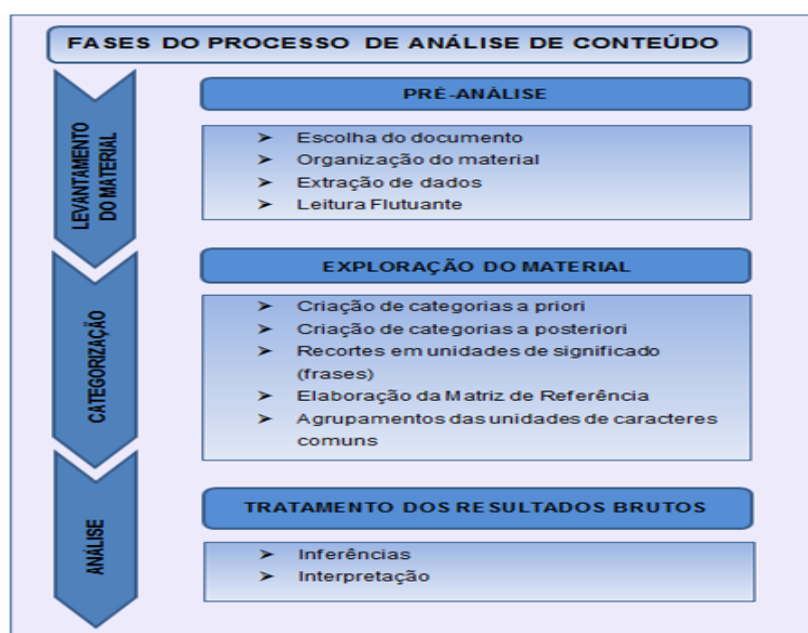 FASES DO PROCESSO DE ANÁLISE DE CONTEÚDO
LEVANTAMENTO
DO MATERIAL
PRÉ-ANÁLISE
➢ Escolha do documento
➢ Organização do material
➢ Extração de dados
➢ Leitura Flutuante
CATEGORIZAÇÃO
EXPLORAÇÃO DO MATERIAL
➢ Criação de categorias a priori
➢ Criação de categorias a posteriori
➢ Recortes em unidades de significado
(frases)
➢ Elaboração da Matriz de Referência
➢ Agrupamentos das unidades de caracteres
comuns
ANÁLISE
TRATAMENTO DOS RESULTADOS BRUTOS
➢ Inferências
➢ Interpretação